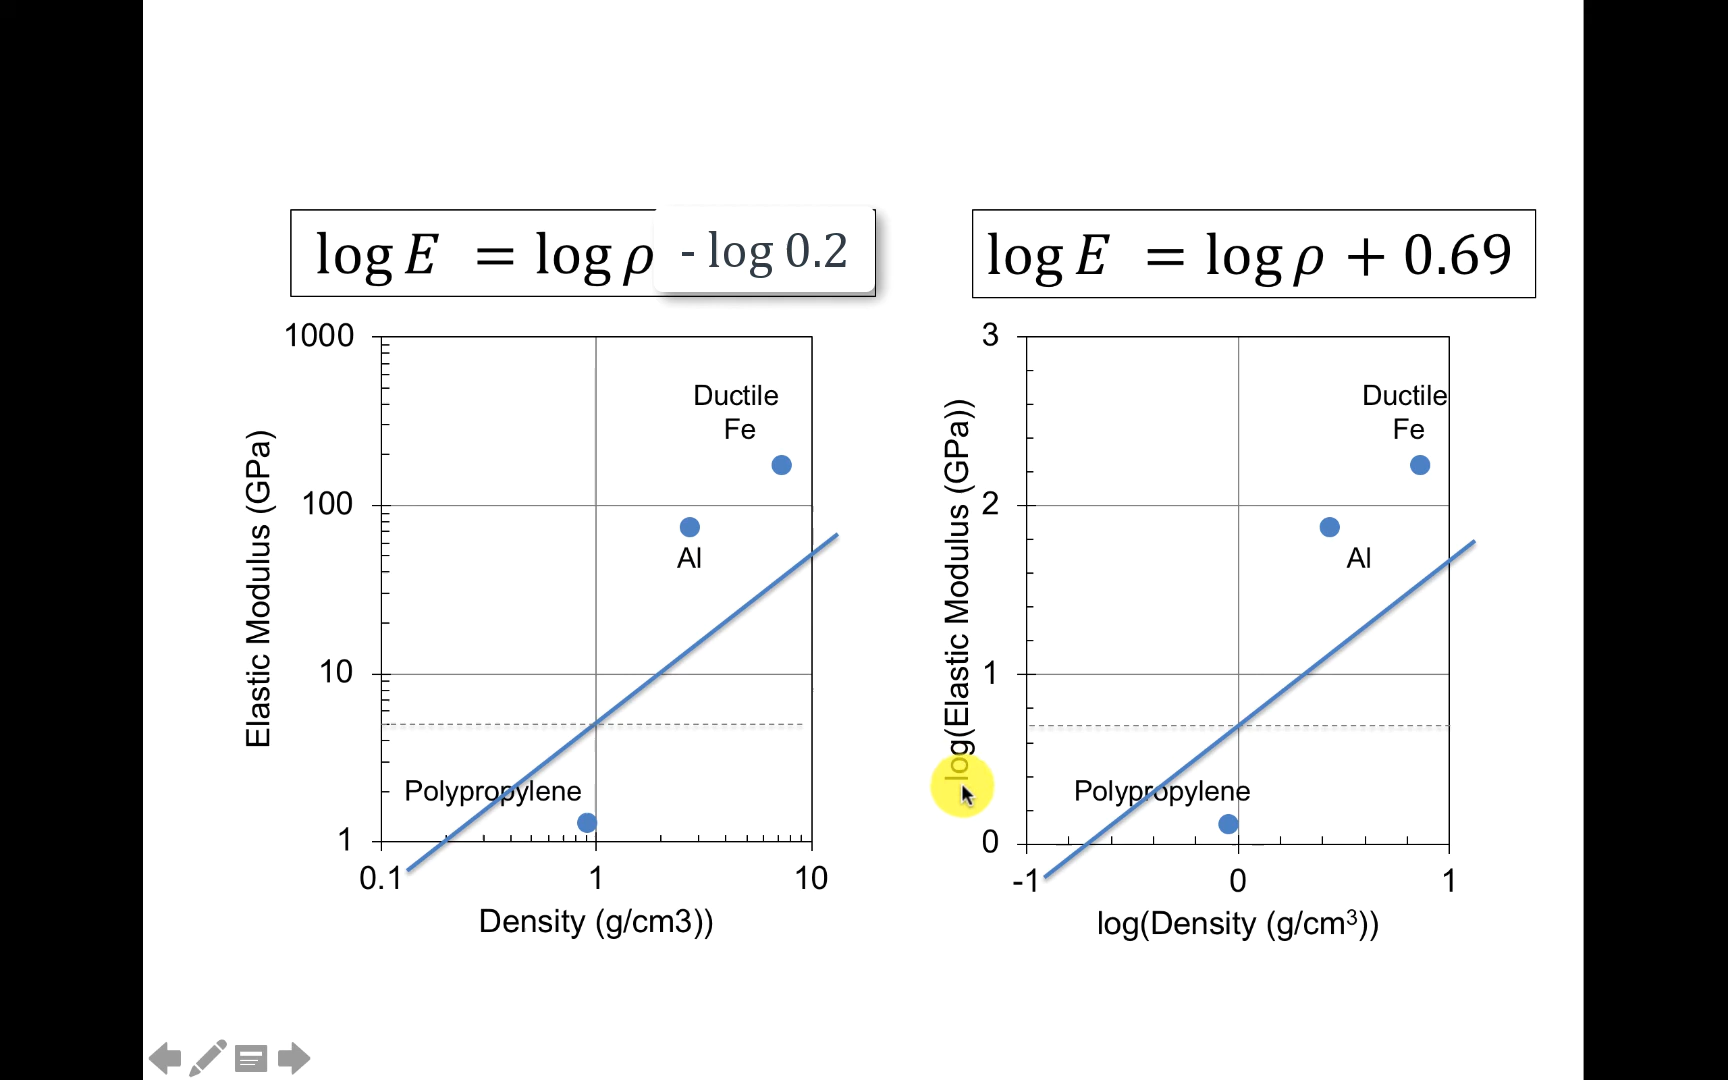 log E = log ρ - log 0.2
log E = log ρ + 0.69
1000
100
10
1
Elastic Modulus (GPa)
Ductile
Fe
Al
Polypropylene
0.1 1 10
Density (g/cm3))
3
2
1
0
log(Elastic Modulus (GPa))
Ductile
Fe
Al
Polypropylene
-1 0 1
log(Density (g/cm³))